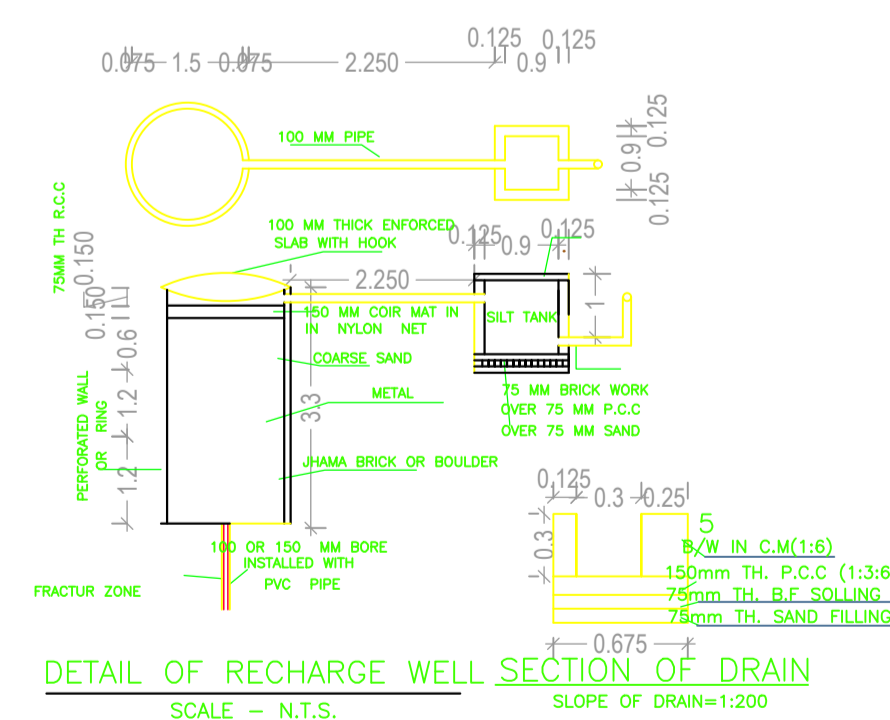 0.125 0.125
0.075 1.5 0.075 2.250 0.9
100 MM PIPE
0.125
0.9
0.125
75MM TH R.C.C
0.150
100 MM THICK ENFORCED
SLAB WITH HOOK
0.125 0.9 0.125
2.250
0.150
150 MM COIR MAT IN
IN NYLON NET
SILT TANK
1
0.6
COARSE SAND
METAL
75 MM BRICK WORK
OVER 75 MM P.C.C
OVER 75 MM SAND
1.2
3.3
PERFORATED WALL
OR RING
JHAMA BRICK OR BOULDER
1.2
100 OR 150 MM BORE
INSTALLED WITH
PVC PIPE
FRACTUR ZONE
0.125 0.3 0.25
5
0.3
B/W IN C.M(1:6)
150mm TH. P.C.C (1:3:6
75mm TH. B.F SOLLING
75mm TH. SAND FILLING
0.675
DETAIL OF RECHARGE WELL
SCALE - N.T.S.
SECTION OF DRAIN
SLOPE OF DRAIN=1:200